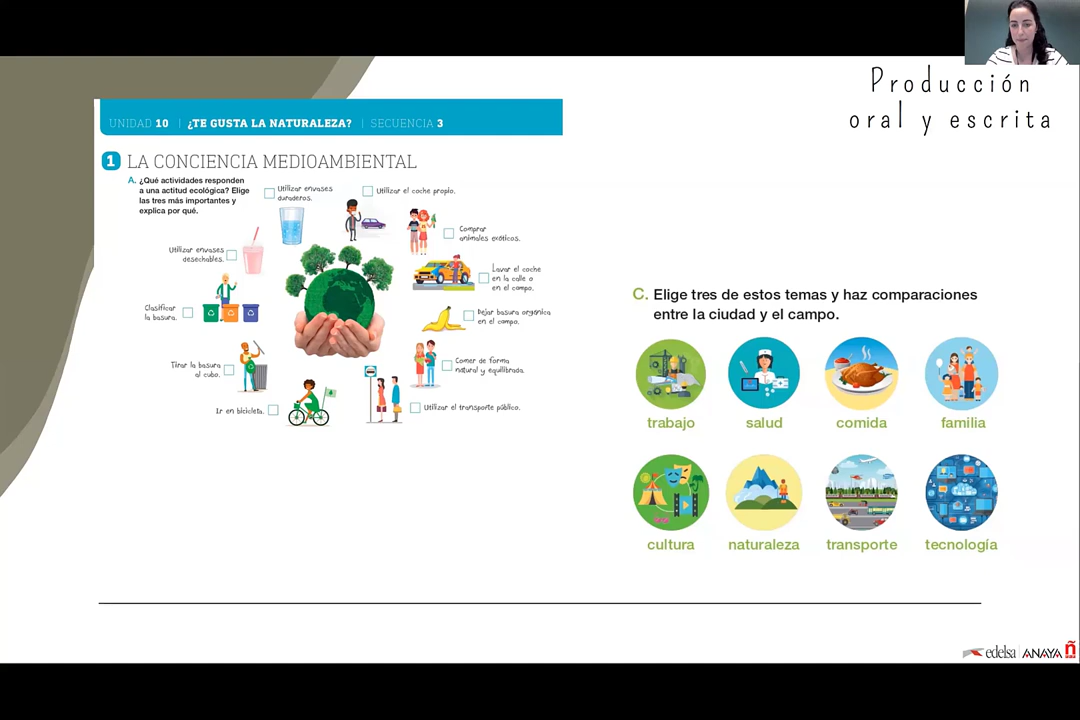 Producción
oral y escrita
UNIDAD 10 | ¿TE GUSTA LA NATURALEZA? | SECUENCIA 3
1 LA CONCIENCIA MEDIOAMBIENTAL
A. ¿Qué actividades responden
a una actitud ecológica? Elige
las tres más importantes y
explica por qué.
Utilizar envases
duraderos.
Utilizar el coche propio.
Comprar
animales exóticos.
Utilizar envases
desechables.
Lavar el coche
en la calle o
en el campo.
Clasificar
la basura.
Dejar basura orgánica
en el campo.
Tirar la basura
al cubo.
Comer de forma
natural y equilibrada.
Ir en bicicleta.
Utilizar el transporte público.
C. Elige tres de estos temas y haz comparaciones
entre la ciudad y el campo.
trabajo
salud
comida
familia
cultura
naturaleza
transporte
tecnología
edelsa | ANAYA ñ